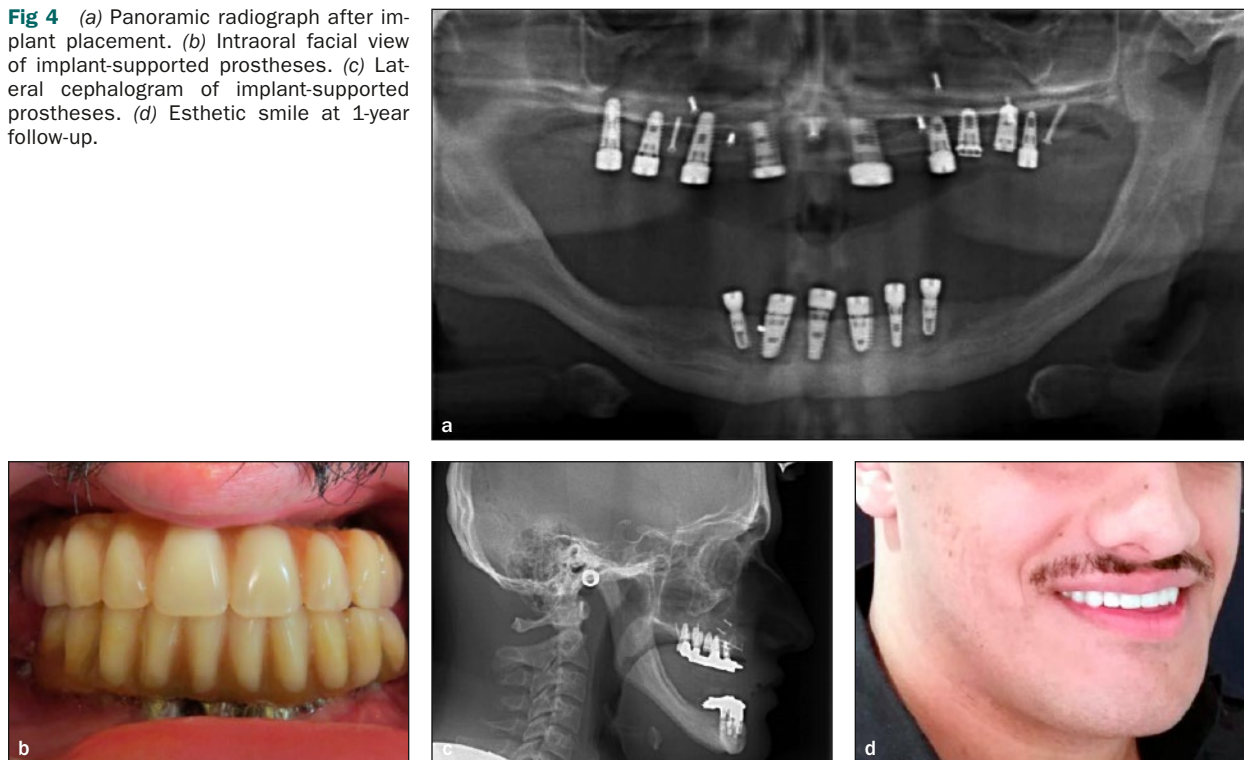 Fig 4 (a) Panoramic radiograph after im-
plant placement. (b) Intraoral facial view
of implant-supported prostheses. (c) Lat-
eral cephalogram of implant-supported
prostheses. (d) Esthetic smile at 1-year
follow-up.
a
b
c
d